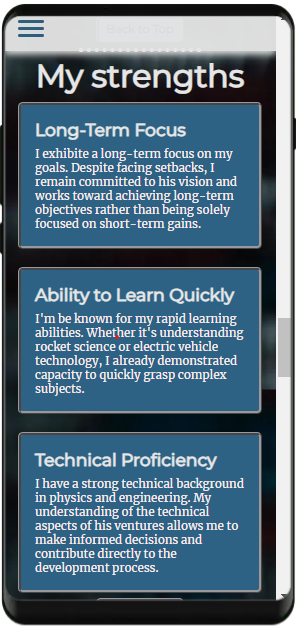 Back to Top
My strengths
Long-Term Focus
I exhibite a long-term focus on my
goals. Despite facing setbacks, I
remain committed to his vision and
works toward achieving long-term
objectives rather than being solely
focused on short-term gains.
Ability to Learn Quickly
I'm be known for my rapid learning
abilities. Whether it's understanding
rocket science or electric vehicle
technology, I already demonstrated
capacity to quickly grasp complex
subjects.
Technical Proficiency
I have a strong technical background
in physics and engineering. My
understanding of the technical
aspects of his ventures allows me to
make informed decisions and
contribute directly to the
development process.